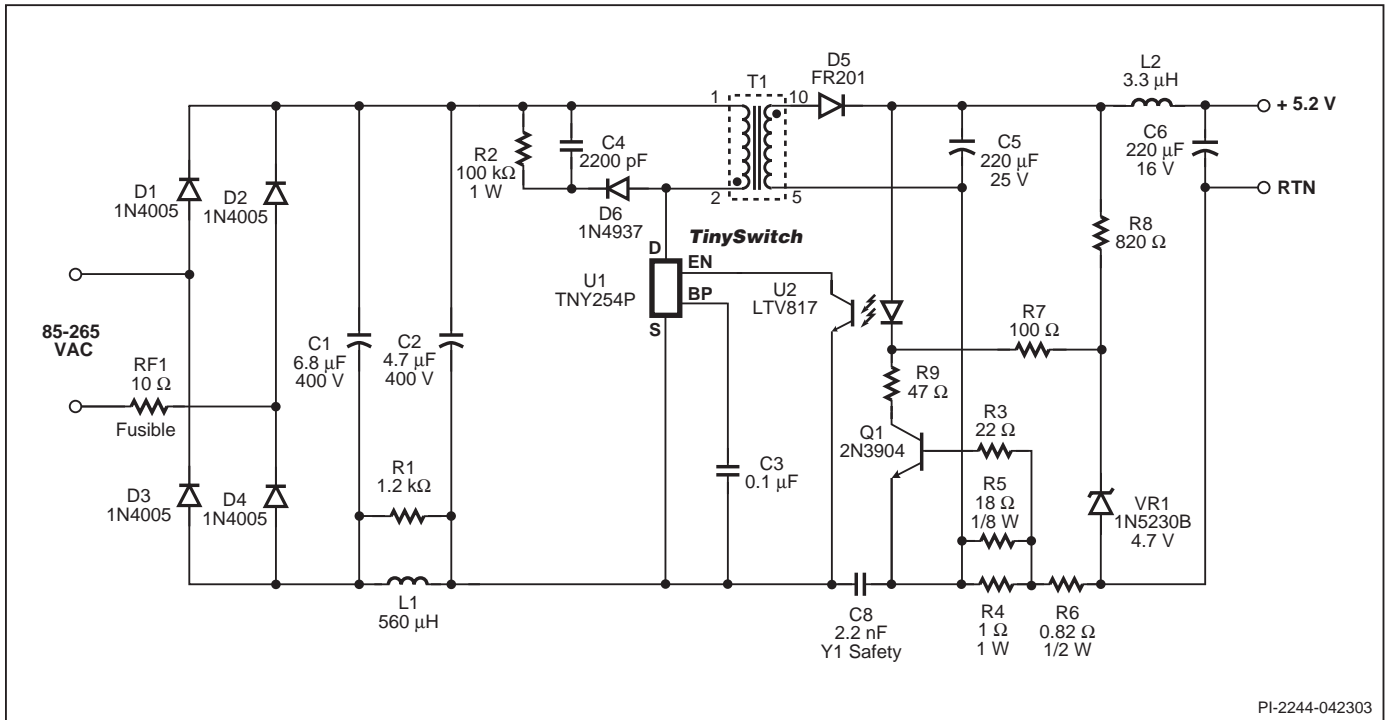 D5
FR201
L2
3.3 μH
T1
1
10
+ 5.2 V
R2
100 kΩ
1 W
C4
2200 pF
C5
220 μF
25 V
C6
220 μF
16 V
D1
1N4005
D2
1N4005
2
5
RTN
D6
1N4937
R8
820 Ω
TinySwitch
D
EN
BP
S
U1
TNY254P
U2
LTV817
R7
100 Ω
85-265
VAC
RF1
10 Ω
Fusible
C1
6.8 μF
400 V
C2
4.7 μF
400 V
R9
47 Ω
Q1
2N3904
R3
22 Ω
R5
18 Ω
1/8 W
R1
1.2 kΩ
C3
0.1 μF
D3
1N4005
D4
1N4005
VR1
1N5230B
4.7 V
L1
560 μH
C8
2.2 nF
Y1 Safety
R4
1 Ω
1 W
R6
0.82 Ω
1/2 W
PI-2244-042303